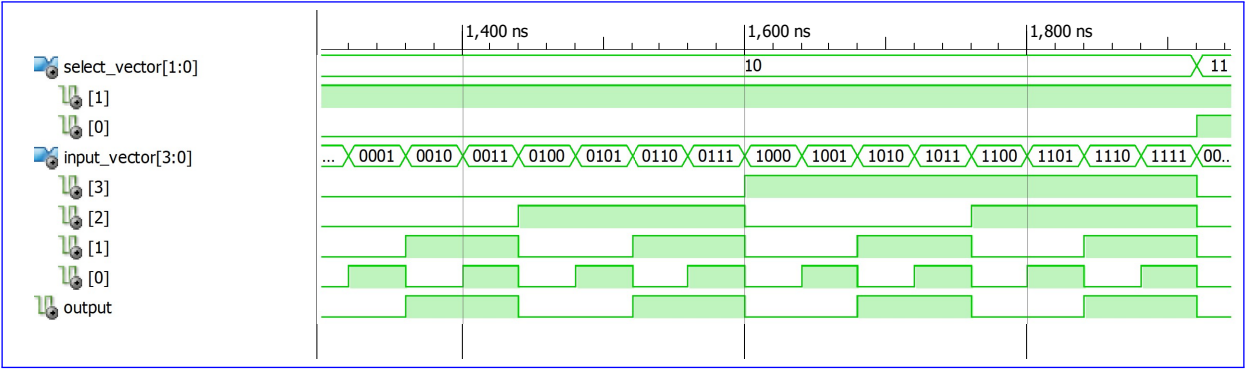 1,400 ns 1,600 ns 1,800 ns
select_vector[1:0] 10 11
[1]
[0]
input_vector[3:0] ... 0001 0010 0011 0100 0101 0110 0111 1000 1001 1010 1011 1100 1101 1110 1111 00...
[3]
[2]
[1]
[0]
output